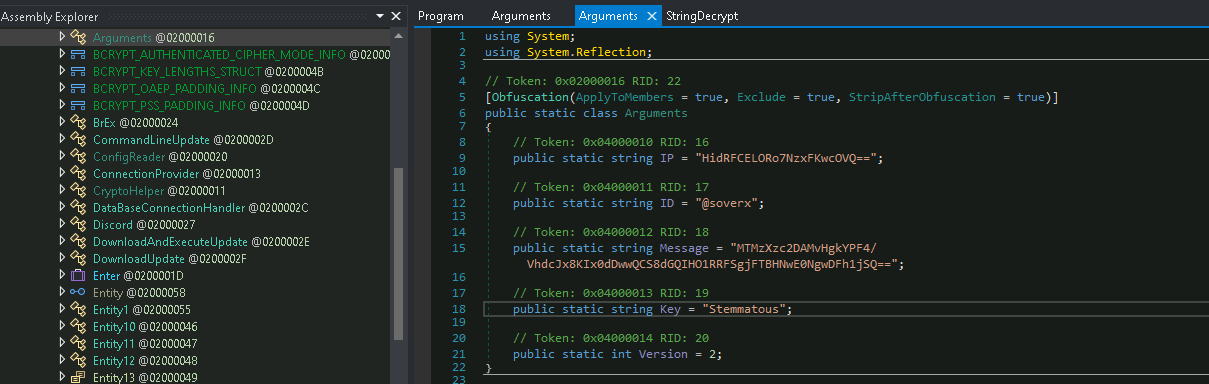 Assembly Explorer
Arguments @02000016
BCRYPT_AUTHENTICATED_CIPHER_MODE_INFO @02000
BCRYPT_KEY_LENGTHS_STRUCT @0200004B
BCRYPT_OAEP_PADDING_INFO @0200004C
BCRYPT_PSS_PADDING_INFO @0200004D
BrEx @02000024
CommandLineUpdate @0200002D
ConfigReader @02000020
ConnectionProvider @02000013
CryptoHelper @02000011
DataBaseConnectionHandler @0200002C
Discord @02000027
DownloadAndExecuteUpdate @0200002E
DownloadUpdate @0200002F
Enter @0200001D
Entity @02000058
Entity1 @02000055
Entity10 @02000046
Entity11 @02000047
Entity12 @02000048
Entity13 @02000049
Program Arguments Arguments StringDecrypt
1 using System;
2 using System.Reflection;
3
4 // Token: 0x02000016 RID: 22
5 [Obfuscation(ApplyToMembers = true, Exclude = true, StripAfterObfuscation = true)]
6 public static class Arguments
7 {
8 // Token: 0x04000010 RID: 16
9 public static string IP = "HidRFCELORo7NzxFKwcOVQ==";
10
11 // Token: 0x04000011 RID: 17
12 public static string ID = "@soverx";
13
14 // Token: 0x04000012 RID: 18
15 public static string Message = "MTMzXzc2DAMvHgkYPF4/
VhdcJx8KIx0dDwwQCS8dGQIHO1RRFSgjFTBHNwE0NgwDFh1jSQ==";
16
17 // Token: 0x04000013 RID: 19
18 public static string Key = "Stemmatous";
19
20 // Token: 0x04000014 RID: 20
21 public static int Version = 2;
22 }
23